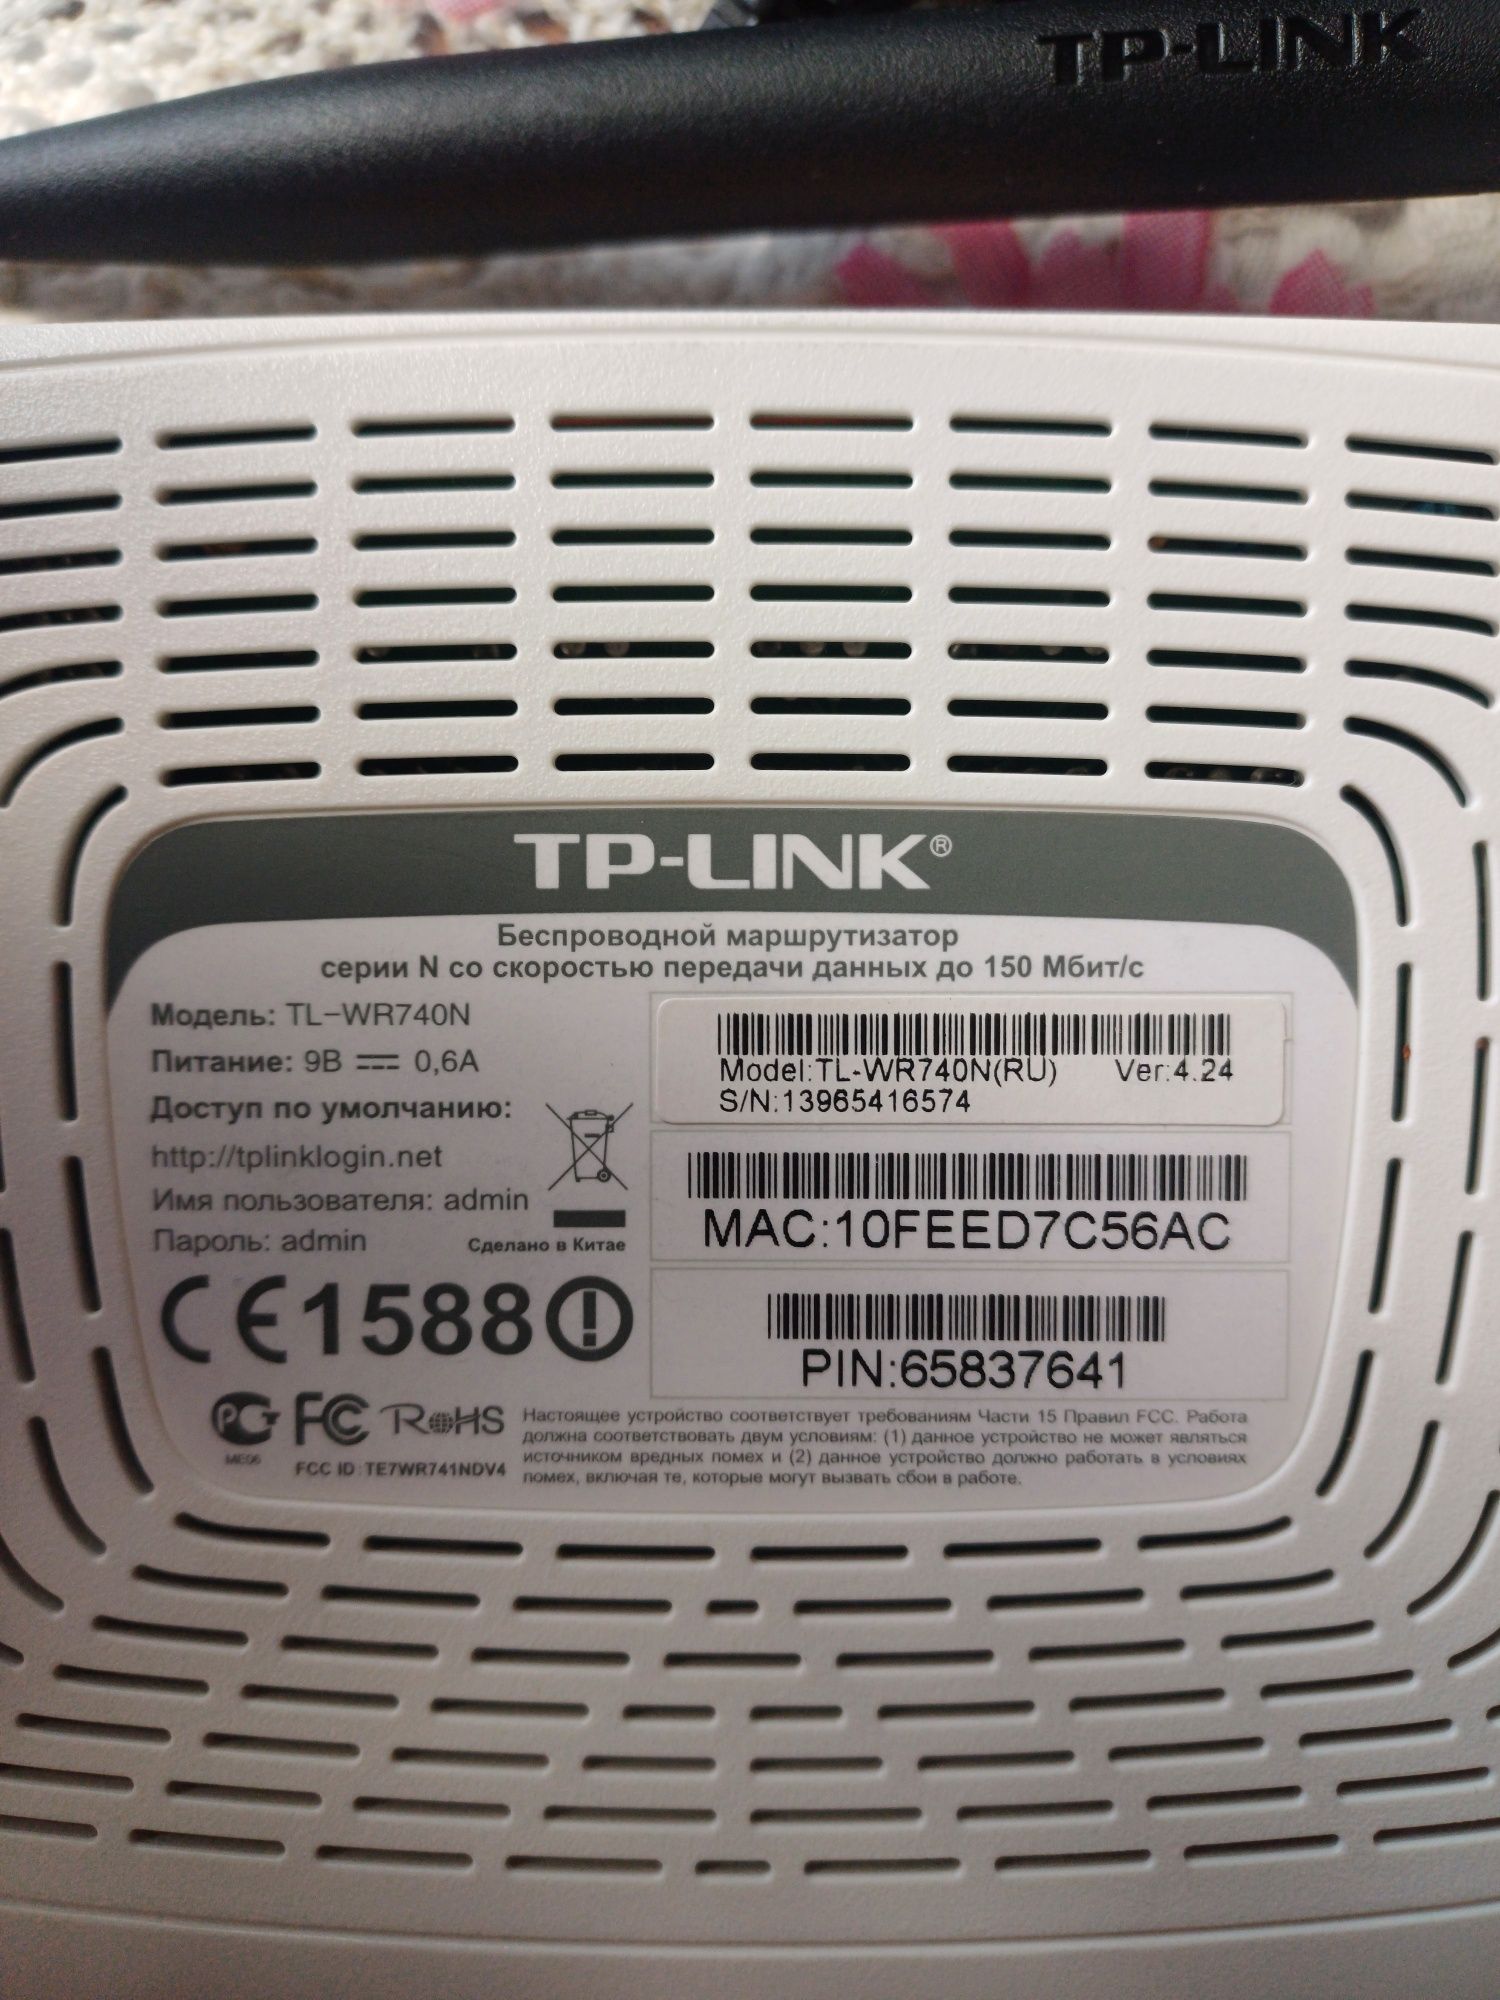 TP-LINK
TP-LINK®
Беспроводной маршрутизатор
серии N со скоростью передачи данных до 150 Мбит/с
Модель: TL-WR740N
Питание: 9В 0,6А
Доступ по умолчанию:
http://tplinklogin.net
Имя пользователя: admin
Пароль: admin
Сделано в Китае
Model:TL-WR740N(RU) Ver:4.24
S/N:13965416574
MAC:10FEED7C56AC
PIN:65837641
CE1588
РСТ
ME06
FC
RoHS
FCC ID:TE7WR741NDV4
Настоящее устройство соответствует требованиям Части 15 Правил FCC. Работа
должна соответствовать двум условиям: (1) данное устройство не может являться
источником вредных помех и (2) данное устройство должно работать в условиях
помех, включая те, которые могут вызвать сбои в работе.